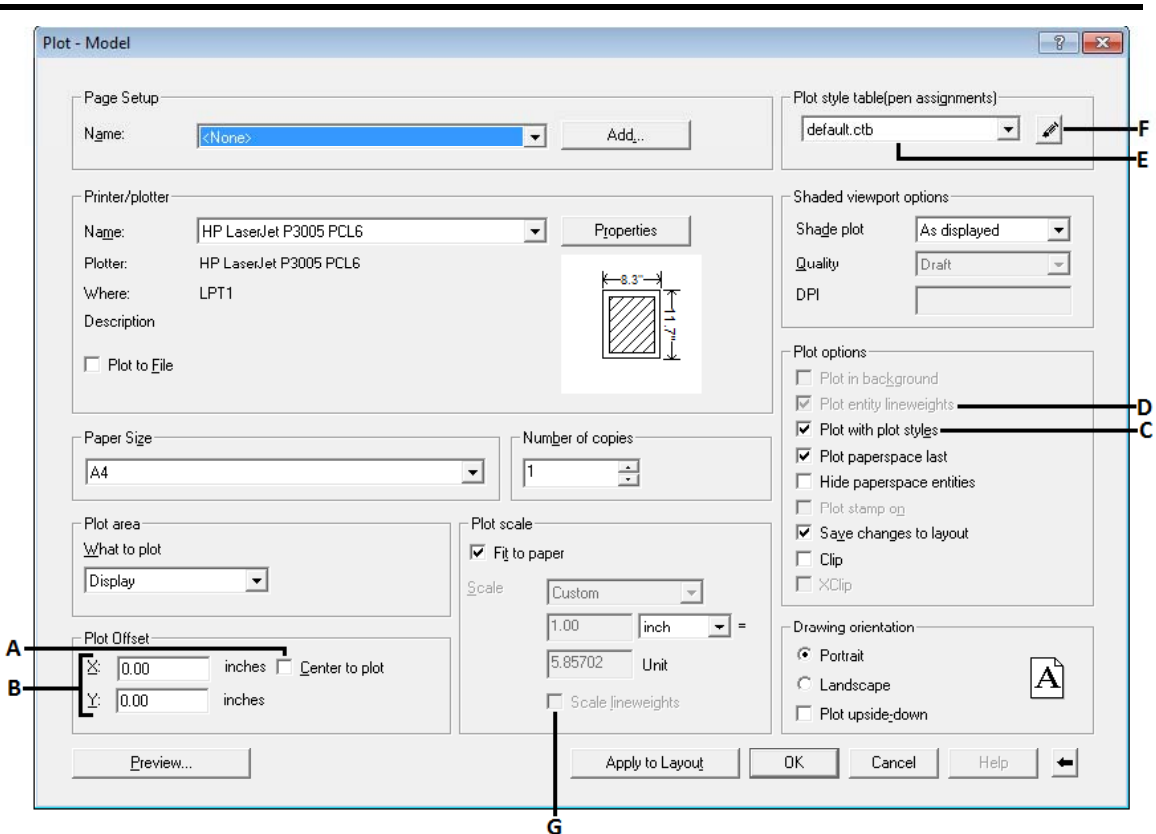 Plot - Model
Page Setup
Name:
<None>
Add...
Plot style table(pen assignments)
default.ctb
F
E
Printer/plotter
Name:
HP LaserJet P3005 PCL6
Properties
Plotter:
HP LaserJet P3005 PCL6
Where:
LPT1
Description
Plot to File
8.3"
11.7"
Shaded viewport options
Shade plot
As displayed
Quality
Draft
DPI
Plot options
Plot in background
Plot entity lineweights
D
Plot with plot styles
C
Plot paperspace last
Hide paperspace entities
Plot stamp on
Save changes to layout
Clip
XClip
Paper Size
A4
Number of copies
1
Plot area
What to plot
Display
Plot scale
Fit to paper
Scale
Custom
1.00
inch
=
5.85702
Unit
Scale lineweights
A
B
Plot Offset
X:
0.00
inches
Center to plot
Y:
0.00
inches
Drawing orientation
Portrait
Landscape
Plot upside-down
A
Preview...
Apply to Layout
OK
Cancel
Help
G